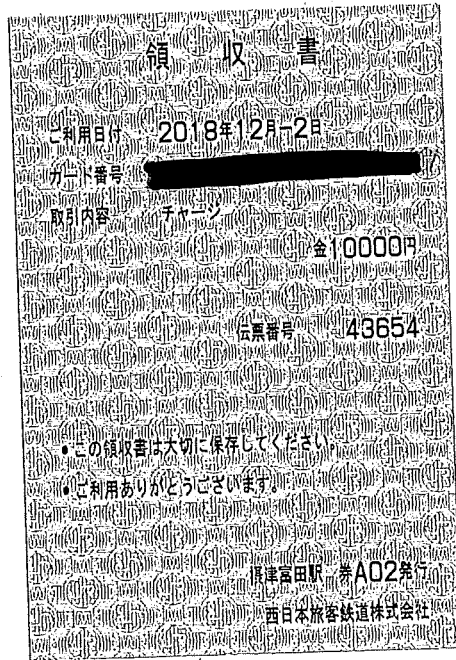 領収書
ご利用日付 2018年12月-2日
カード番号
取引内容 チャージ
金10000円
伝票番号 43654
•この領収書は大切に保存してください。
•ご利用ありがとうございます。
摂津富田駅 券A02発行
西日本旅客鉄道株式会社